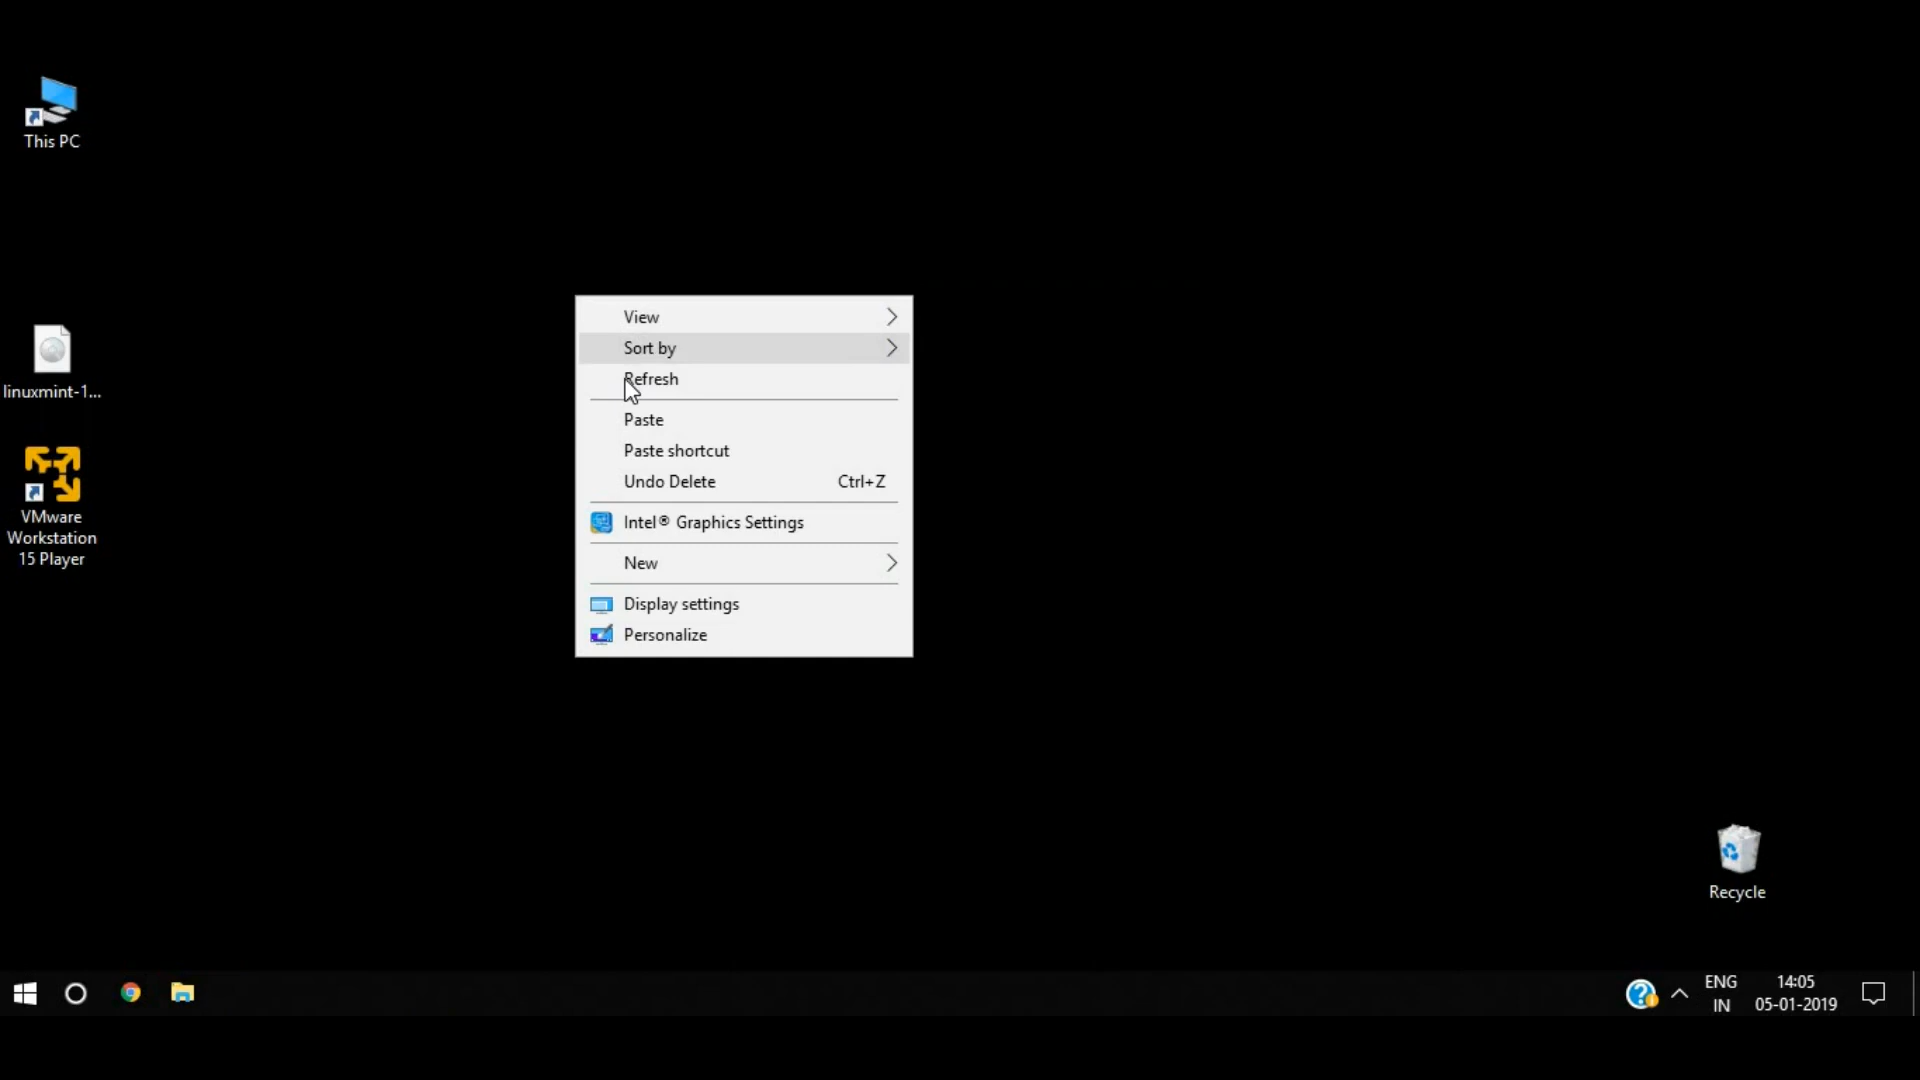 This PC
linuxmint-1...
VMware
Workstation
15 Player
View
Sort by
Refresh
Paste
Paste shortcut
Undo Delete Ctrl+Z
Intel® Graphics Settings
New
Display settings
Personalize
Recycle
ENG
IN
14:05
05-01-2019